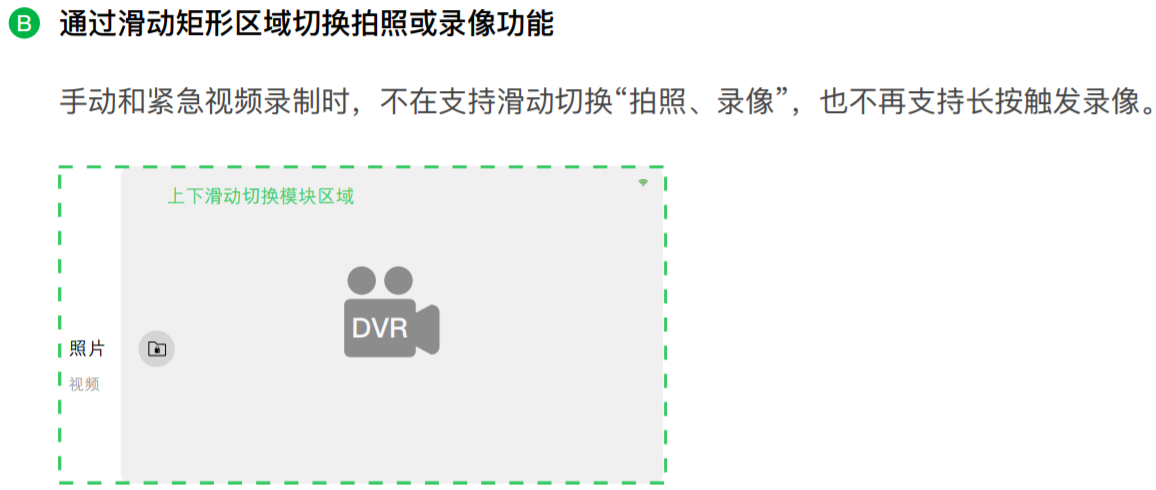 B 通过滑动矩形区域切换拍照或录像功能
手动和紧急视频录制时，不在支持滑动切换“拍照、录像”，也不再支持长按触发录像。
上下滑动切换模块区域
DVR
照片
视频